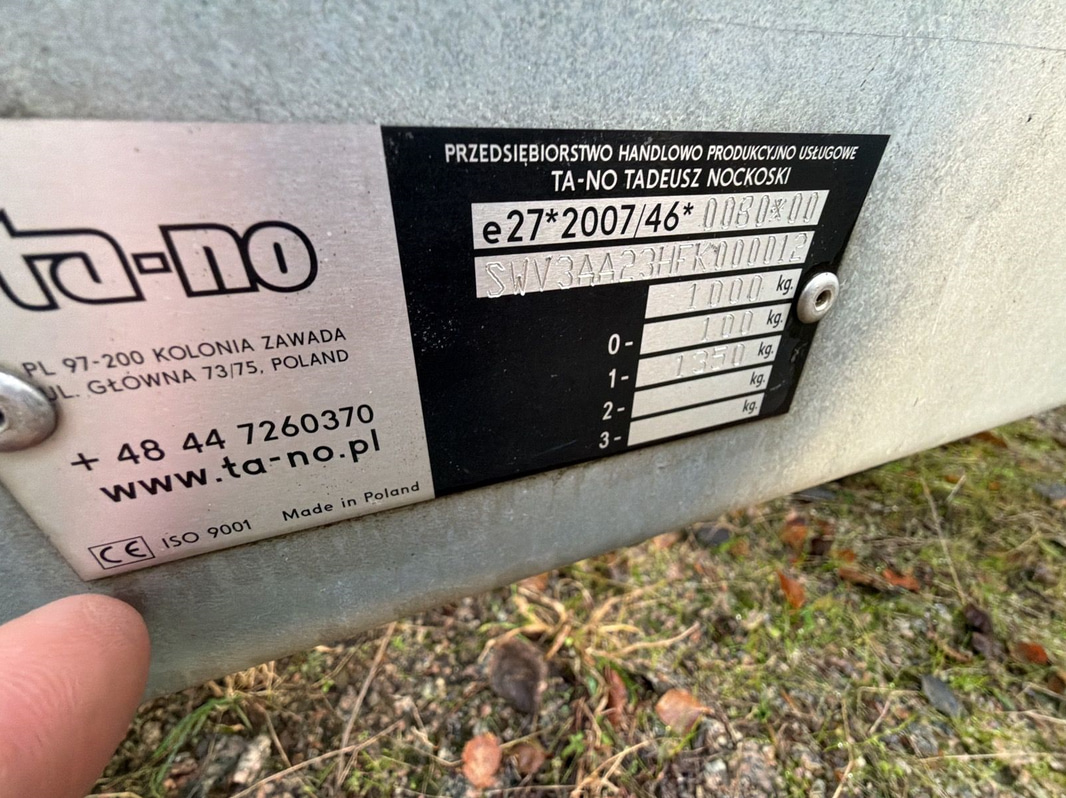 ta-no
PL 97-200 KOLONIA ZAWADA
UL. GŁÓWNA 73/75, POLAND
+ 48 44 7260370
www.ta-no.pl
CE ISO 9001 Made in Poland
PRZEDSIĘBIORSTWO HANDLOWO PRODUKCYJNO USŁUGOWE
TA-NO TADEUSZ NOCKOSKI
e27*2007/46* 0080*00
SWV3AA23HFK000012
1000 kg.
0- 100 kg.
1- 1350 kg.
2- kg.
3- kg.